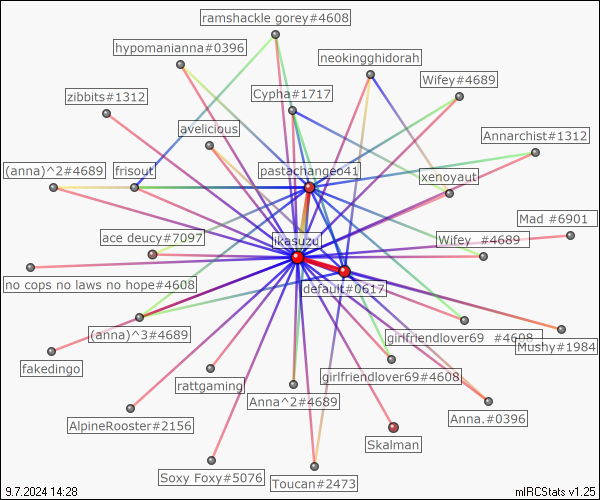 ramshackle gorey#4608
hypomanianna#0396
neokingghidorah
Wifey#4689
zibbits#1312
Cypha#1717
avelicious
Annarchist#1312
(anna)^2#4689
frisout
pastachangeo41
xenoyaut
Mad #6901
ace deucy#7097
ikasuzu
Wifey_ #4689
no cops no laws no hope#4608
default#0617
(anna)^3#4689
girlfriendlover69_#4608
Mushy#1984
fakedingo
rattgaming
girlfriendlover69#4608
Anna^2#4689
Anna.#0396
AlpineRooster#2156
Skalman
Soxy Foxy#5076
Toucan#2473
9.7.2024 14:28
mIRCStats v1.25